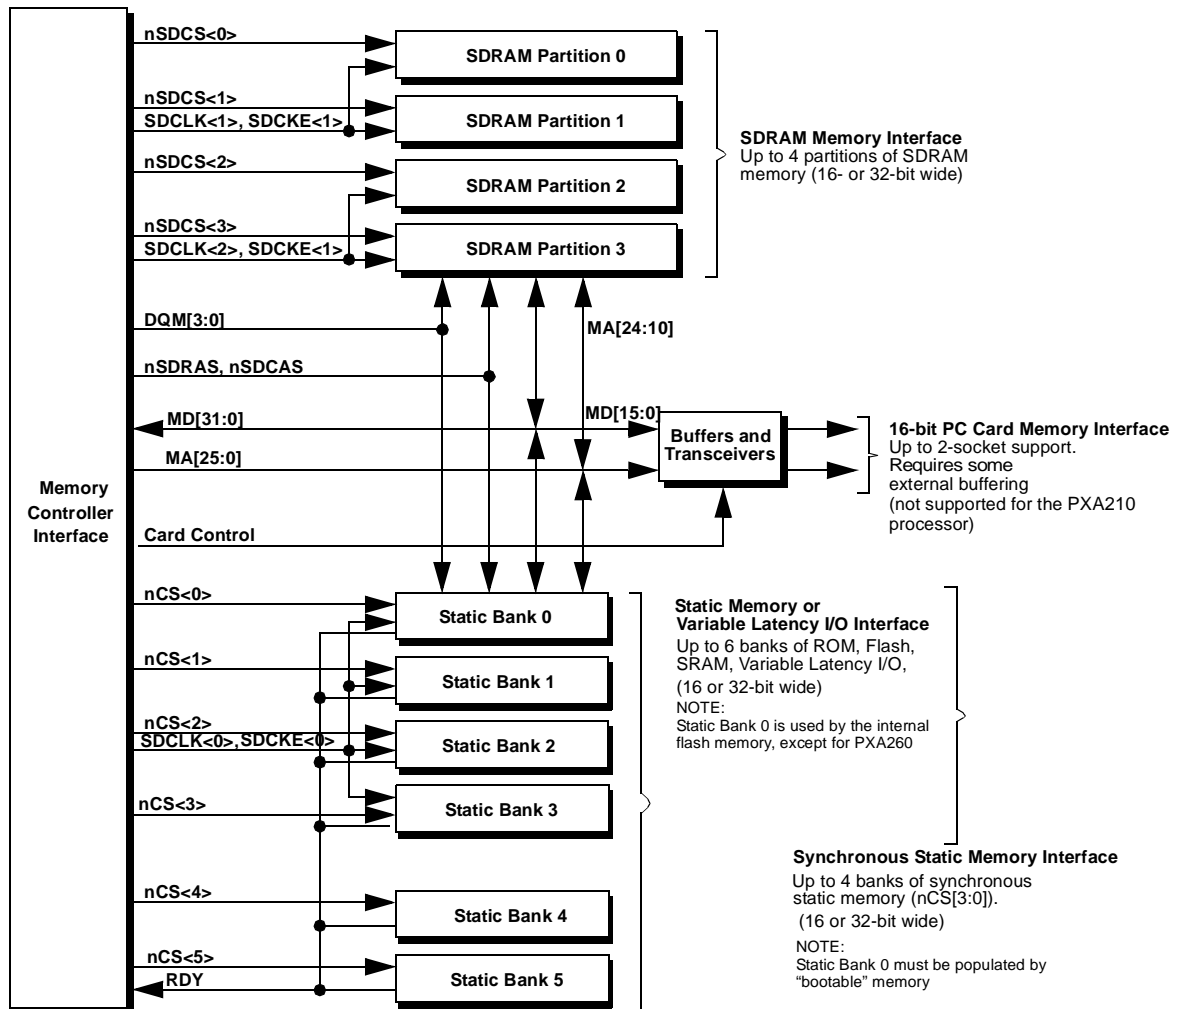 nSDCS<0>
SDRAM Partition 0
nSDCS<1>
SDCLK<1>, SDCKE<1>
SDRAM Partition 1
nSDCS<2>
SDRAM Partition 2
nSDCS<3>
SDCLK<2>, SDCKE<1>
SDRAM Partition 3
SDRAM Memory Interface
Up to 4 partitions of SDRAM
memory (16- or 32-bit wide)
DQM[3:0]
MA[24:10]
nSDRAS, nSDCAS
MD[31:0]
MD[15:0]
MA[25:0]
Buffers and
Transceivers
16-bit PC Card Memory Interface
Up to 2-socket support.
Requires some
external buffering
(not supported for the PXA210
processor)
Memory
Controller
Interface
Card Control
nCS<0>
Static Bank 0
nCS<1>
Static Bank 1
nCS<2>
SDCLK<0>,SDCKE<0>
Static Bank 2
nCS<3>
Static Bank 3
nCS<4>
Static Bank 4
nCS<5>
RDY
Static Bank 5
Static Memory or
Variable Latency I/O Interface
Up to 6 banks of ROM, Flash,
SRAM, Variable Latency I/O,
(16 or 32-bit wide)
NOTE:
Static Bank 0 is used by the internal
flash memory, except for PXA260
Synchronous Static Memory Interface
Up to 4 banks of synchronous
static memory (nCS[3:0]).
(16 or 32-bit wide)
NOTE:
Static Bank 0 must be populated by
“bootable” memory